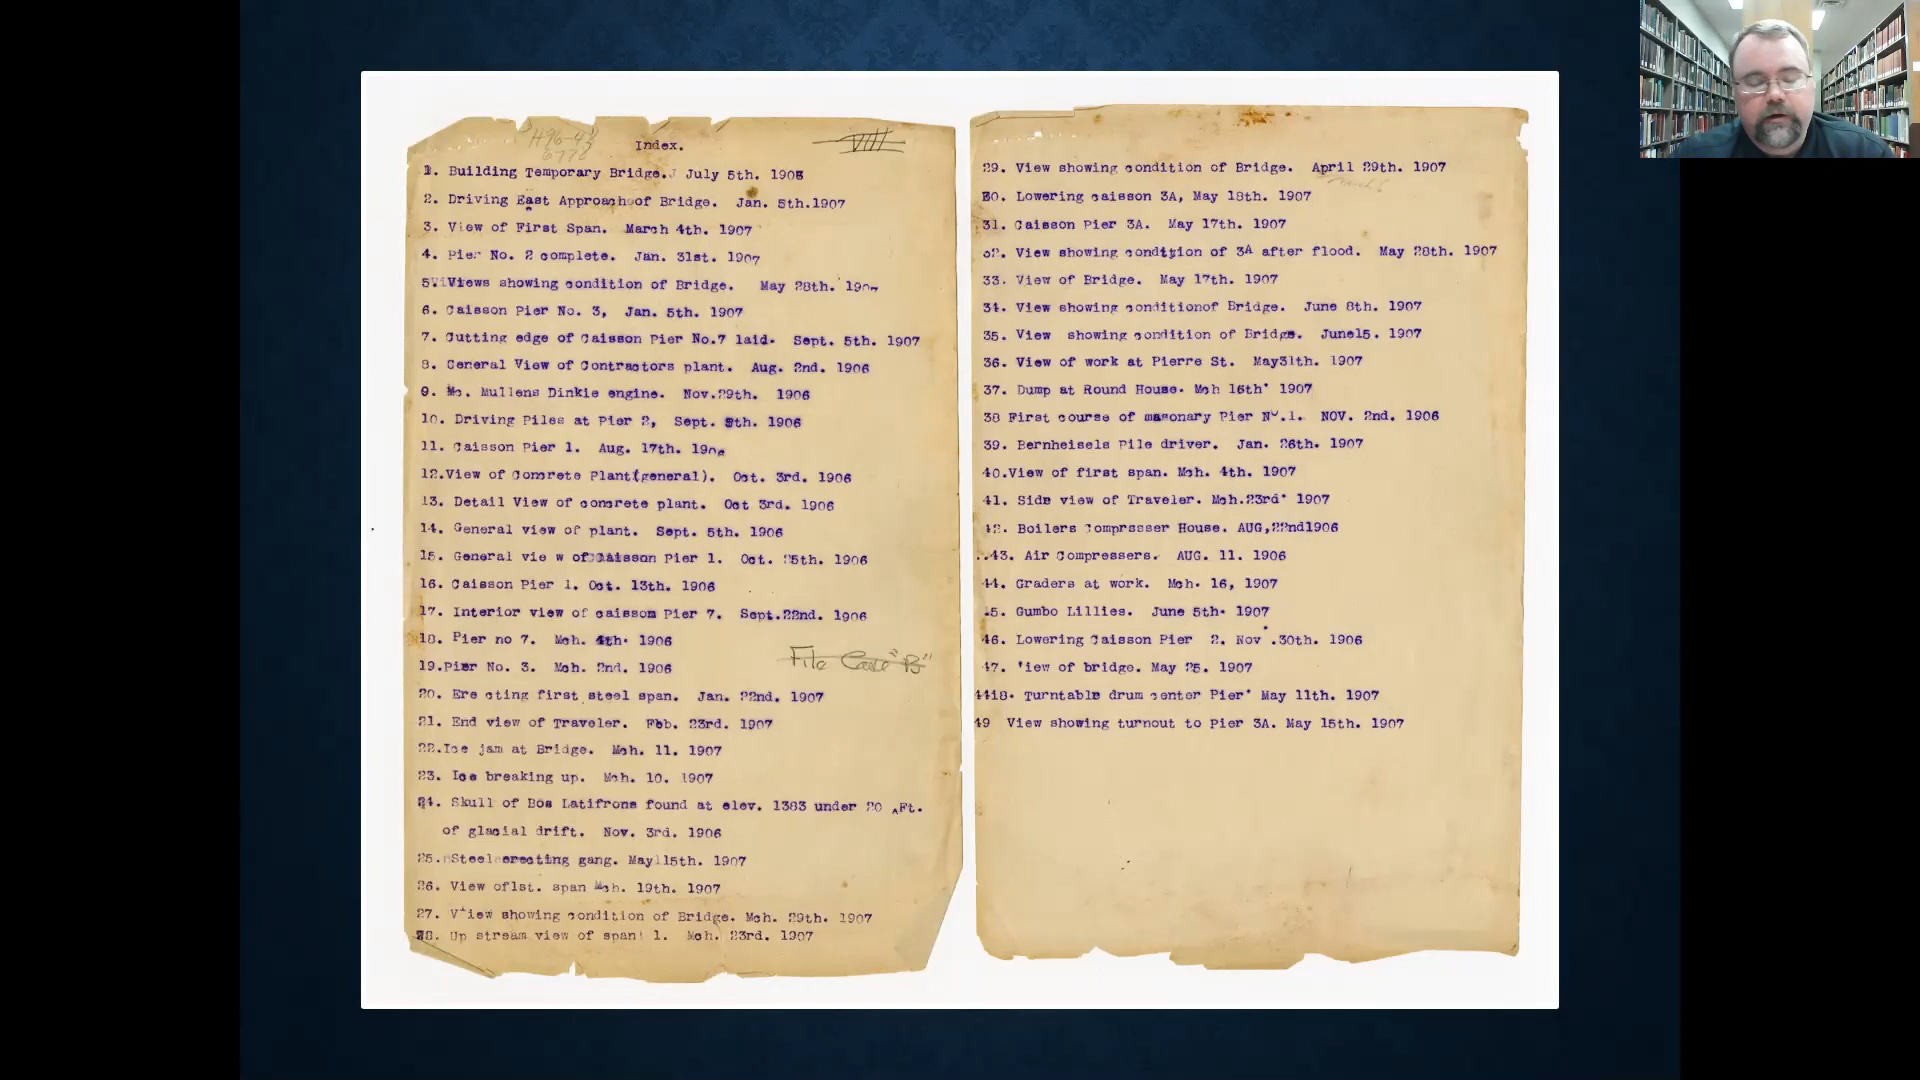 H96-43
6778
Index.
VIII
1. Building Temporary Bridge. July 5th. 1906
2. Driving East Approach of Bridge. Jan. 5th.1907
3. View of First Span. March 4th. 1907
4. Pier No. 2 complete. Jan. 31st. 1907
5. Views showing condition of Bridge. May 28th. 1907
6. Caisson Pier No. 3, Jan. 5th. 1907
7. Cutting edge of Caisson Pier No.7 laid. Sept. 5th. 1907
8. General View of Contractors plant. Aug. 2nd. 1906
9. Mc. Mullens Dinkie engine. Nov.29th. 1906
10. Driving Piles at Pier 2, Sept. 5th. 1906
11. Caisson Pier 1. Aug. 17th. 1906
12.View of Concrete Plant(general). Oct. 3rd. 1906
13. Detail View of concrete plant. Oct 3rd. 1906
14. General view of plant. Sept. 5th. 1906
15. General vie w of Caisson Pier 1. Oct. 25th. 1906
16. Caisson Pier 1. Oct. 13th. 1906
17. Interior view of caisson Pier 7. Sept.22nd. 1906
18. Pier no 7. Mch. 4th. 1906
19.Pier No. 3. Mch. 2nd. 1906
File Case "B"
20. Ere cting first steel span. Jan. 22nd. 1907
21. End view of Traveler. Feb. 23rd. 1907
22.Ice jam at Bridge. Mch. 11. 1907
23. Ice breaking up. Mch. 10. 1907
24. Skull of Bos Latifrons found at elev. 1383 under 20 ^Ft.
of glacial drift. Nov. 3rd. 1906
25. Steel erecting gang. May 15th. 1907
26. View of1st. span Mch. 19th. 1907
27. View showing condition of Bridge. Mch. 29th. 1907
28. Up stream view of span 1. Mch. 23rd. 1907
29. View showing condition of Bridge. April 29th. 1907
30. Lowering caisson 3A, May 18th. 1907
31. Caisson Pier 3A. May 17th. 1907
32. View showing condition of 3A after flood. May 28th. 1907
33. View of Bridge. May 17th. 1907
34. View showing conditionof Bridge. June 8th. 1907
35. View showing condition of Bridge. June15. 1907
36. View of work at Pierre St. May31th. 1907
37. Dump at Round House. Mch 16th. 1907
38 First course of masonary Pier No.1. NOV. 2nd. 1906
39. Bernheisels Pile driver. Jan. 26th. 1907
40.View of first span. Mch. 4th. 1907
41. Side view of Traveler. Mch.23rd. 1907
42. Boilers Compresser House. AUG,22nd1906
43. Air Compressers. AUG. 11. 1906
44. Graders at work. Mch. 16, 1907
45. Gumbo Lillies. June 5th. 1907
46. Lowering Caisson Pier 2. Nov .30th. 1906
47. View of bridge. May 25. 1907
48. Turntable drum center Pier. May 11th. 1907
49 View showing turnout to Pier 3A. May 15th. 1907